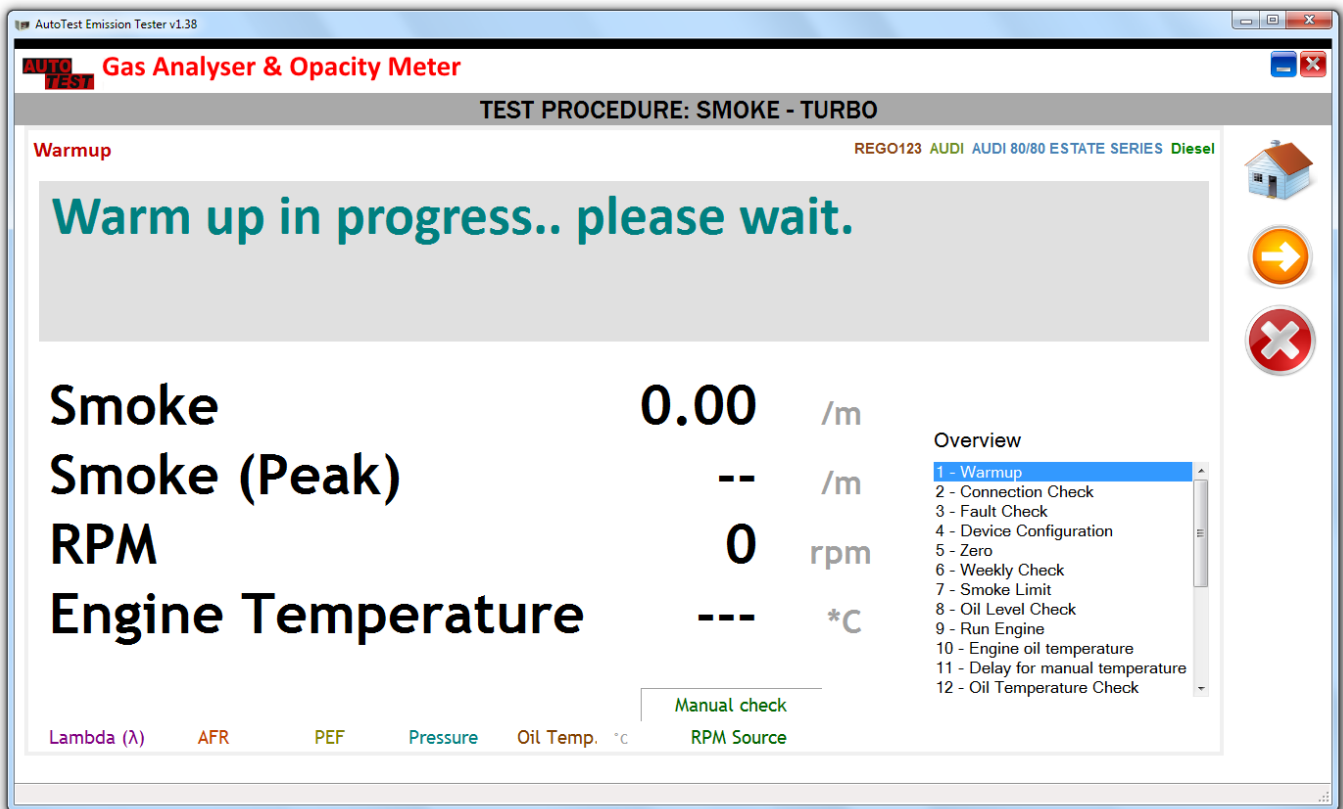 AutoTest Emission Tester v1.38
AUTO TEST Gas Analyser & Opacity Meter
TEST PROCEDURE: SMOKE - TURBO
Warmup REGO123 AUDI AUDI 80/80 ESTATE SERIES Diesel
Warm up in progress.. please wait.
Smoke 0.00 /m
Smoke (Peak) -- /m
RPM 0 rpm
Engine Temperature --- *C
Overview
1 - Warmup
2 - Connection Check
3 - Fault Check
4 - Device Configuration
5 - Zero
6 - Weekly Check
7 - Smoke Limit
8 - Oil Level Check
9 - Run Engine
10 - Engine oil temperature
11 - Delay for manual temperature
12 - Oil Temperature Check
Manual check
Lambda (λ) AFR PEF Pressure Oil Temp. °C RPM Source